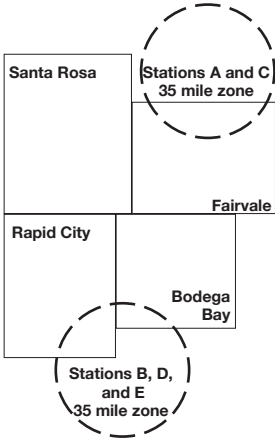 Santa Rosa
Stations A and C
35 mile zone
Fairvale
Rapid City
Bodega
Bay
Stations B, D,
and E
35 mile zone